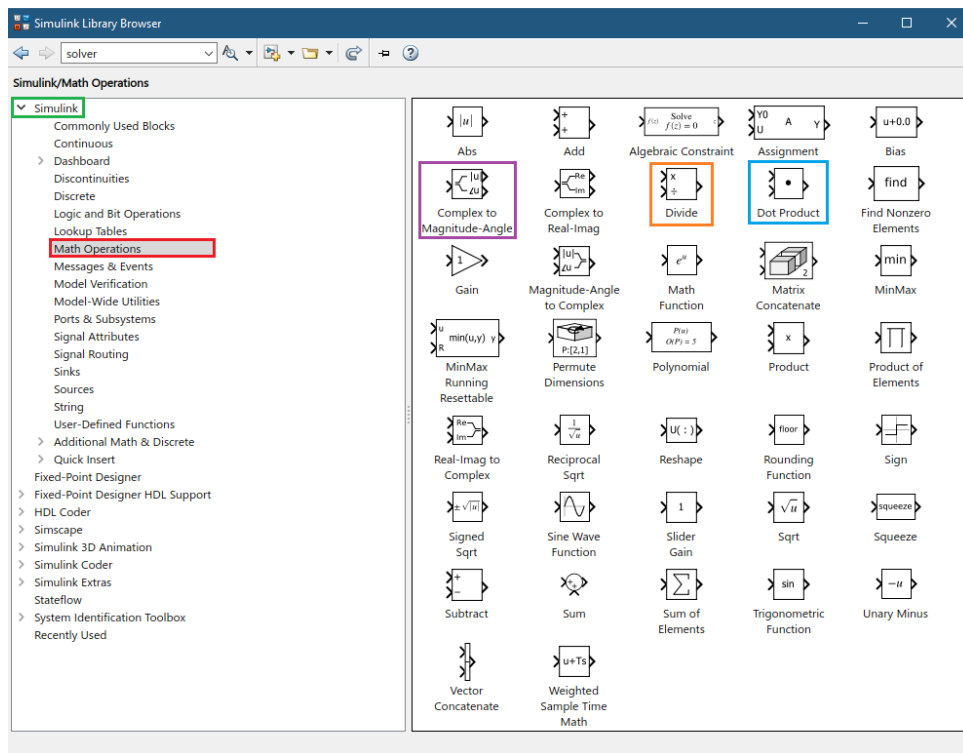 Simulink Library Browser
solver
Simulink/Math Operations
Simulink
Commonly Used Blocks
Continuous
Dashboard
Discontinuities
Discrete
Logic and Bit Operations
Lookup Tables
Math Operations
Messages & Events
Model Verification
Model-Wide Utilities
Ports & Subsystems
Signal Attributes
Signal Routing
Sinks
Sources
String
User-Defined Functions
Additional Math & Discrete
Quick Insert
Fixed-Point Designer
Fixed-Point Designer HDL Support
HDL Coder
Simscape
Simulink 3D Animation
Simulink Coder
Simulink Extras
Stateflow
System Identification Toolbox
Recently Used
|u|
Abs
+
+
Add
f(z) Solve z
f(z) = 0
Algebraic Constraint
Y0
U A Y
Assignment
u+0.0
Bias
|u|
∠u
Complex to
Magnitude-Angle
Re
Im
Complex to
Real-Imag
×
÷
Divide
•
Dot Product
find
Find Nonzero
Elements
1
Gain
|u|
∠u
Magnitude-Angle
to Complex
e^u
Math
Function
2
Matrix
Concatenate
min
MinMax
u
R min(u,y) y
MinMax
Running
Resettable
P:[2,1]
Permute
Dimensions
P(u)
O(P) = 5
Polynomial
×
Product
∏
Product of
Elements
Re
Im
Real-Imag to
Complex
1
√u
Reciprocal
Sqrt
U( : )
Reshape
floor
Rounding
Function
Sign
± √|u|
Signed
Sqrt
Sine Wave
Function
1
Slider
Gain
√u
Sqrt
squeeze
Squeeze
+
−
Subtract
+
+
Sum
∑
Sum of
Elements
sin
Trigonometric
Function
−u
Unary Minus
Vector
Concatenate
u+Ts
Weighted
Sample Time
Math